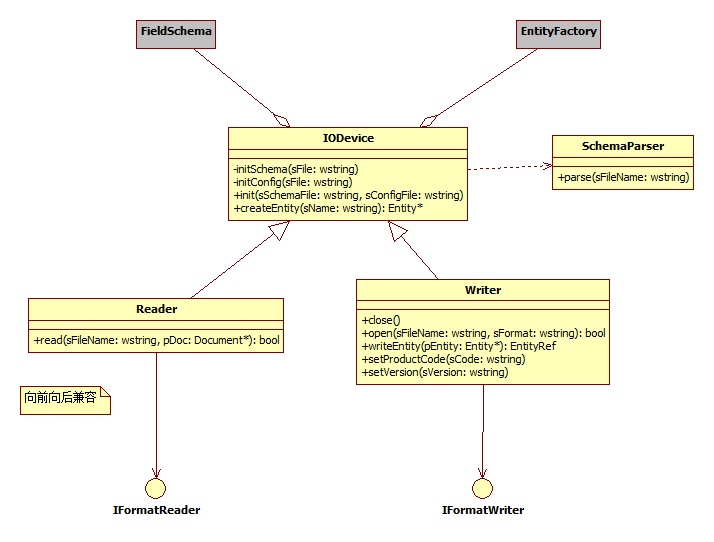 FieldSchema
EntityFactory
IODevice
-initSchema(sFile: wstring)
-initConfig(sFile: wstring)
+init(sSchemaFile: wstring, sConfigFile: wstring)
+createEntity(sName: wstring): Entity*
SchemaParser
+parse(sFileName: wstring)
Reader
+read(sFileName: wstring, pDoc: Document*): bool
Writer
+close()
+open(sFileName: wstring, sFormat: wstring): bool
+writeEntity(pEntity: Entity*): EntityRef
+setProductCode(sCode: wstring)
+setVersion(sVersion: wstring)
向前向后兼容
IFormatReader
IFormatWriter